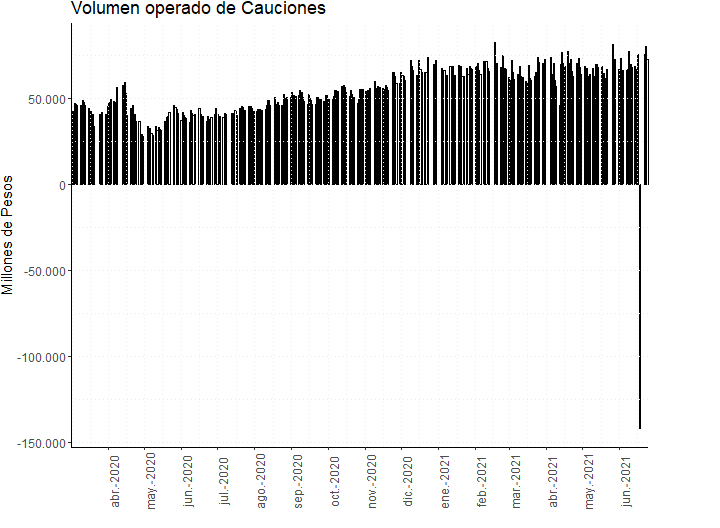 Volumen operado de Cauciones
Millones de Pesos
50.000
0
-50.000
-100.000
-150.000
abr.-2020
may.-2020
jun.-2020
jul.-2020
ago.-2020
sep.-2020
oct.-2020
nov.-2020
dic.-2020
ene.-2021
feb.-2021
mar.-2021
abr.-2021
may.-2021
jun.-2021